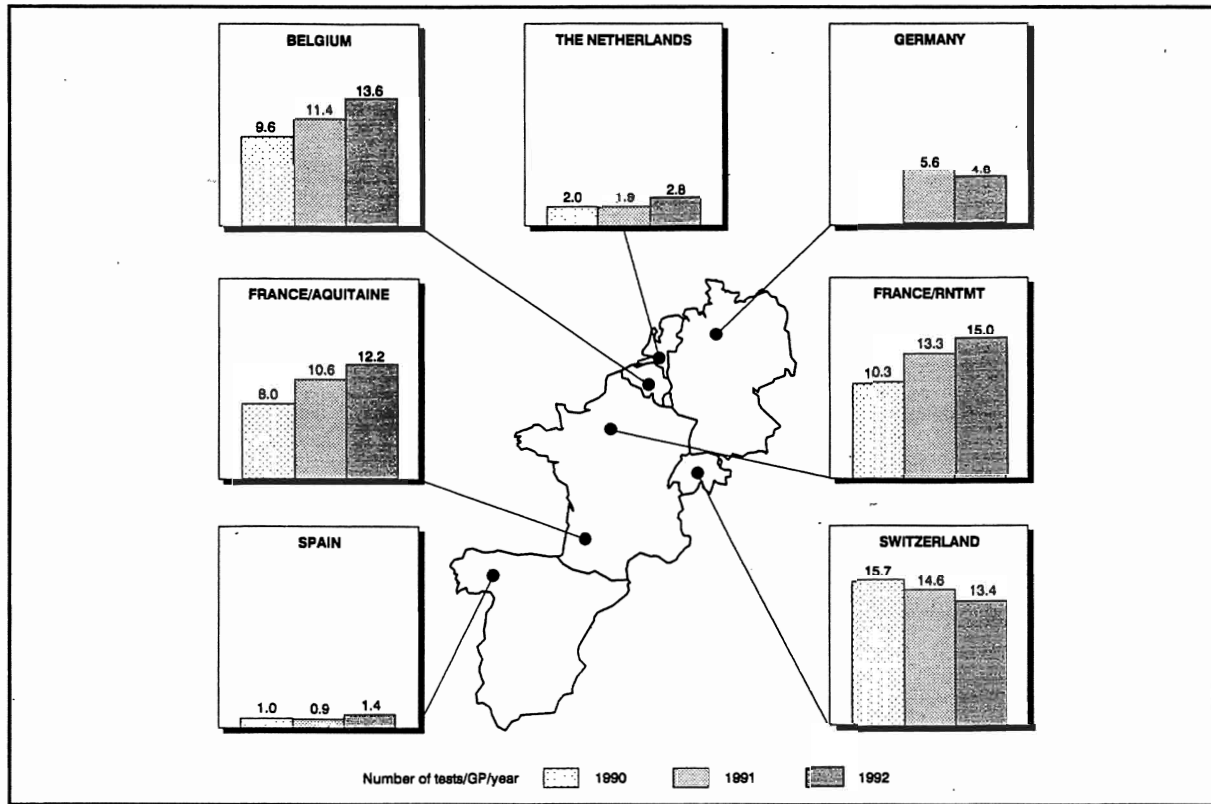 BELGIUM
9.6
11.4
13.6
THE NETHERLANDS
2.0
1.9
2.8
GERMANY
5.6
4.8
FRANCE/AQUITAINE
8.0
10.6
12.2
FRANCE/RNTMT
10.3
13.3
15.0
SPAIN
1.0
0.9
1.4
SWITZERLAND
15.7
14.6
13.4
Number of tests/GP/year 1990 1991 1992